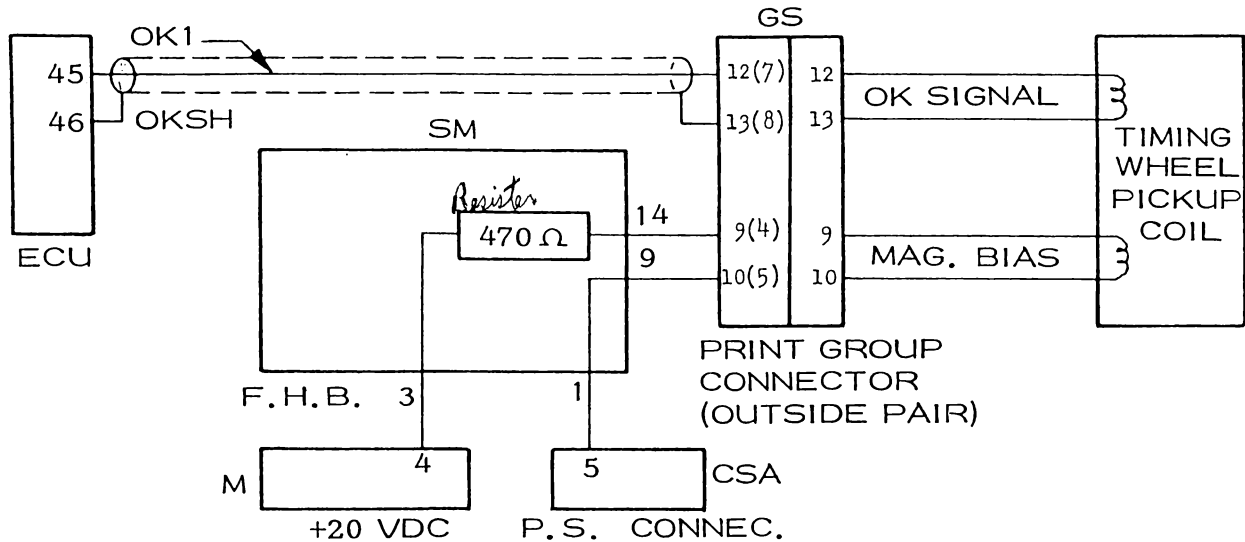 GS
OK1
45
46
OKSH
ECU
12(7)
13(8)
9(4)
10(5)
12
13
9
10
OK SIGNAL
MAG. BIAS
TIMING
WHEEL
PICKUP
COIL
SM
Resister
470 Ω
14
9
F.H.B.
3
1
PRINT GROUP
CONNECTOR
(OUTSIDE PAIR)
M
4
5
CSA
+20 VDC
P.S. CONNEC.